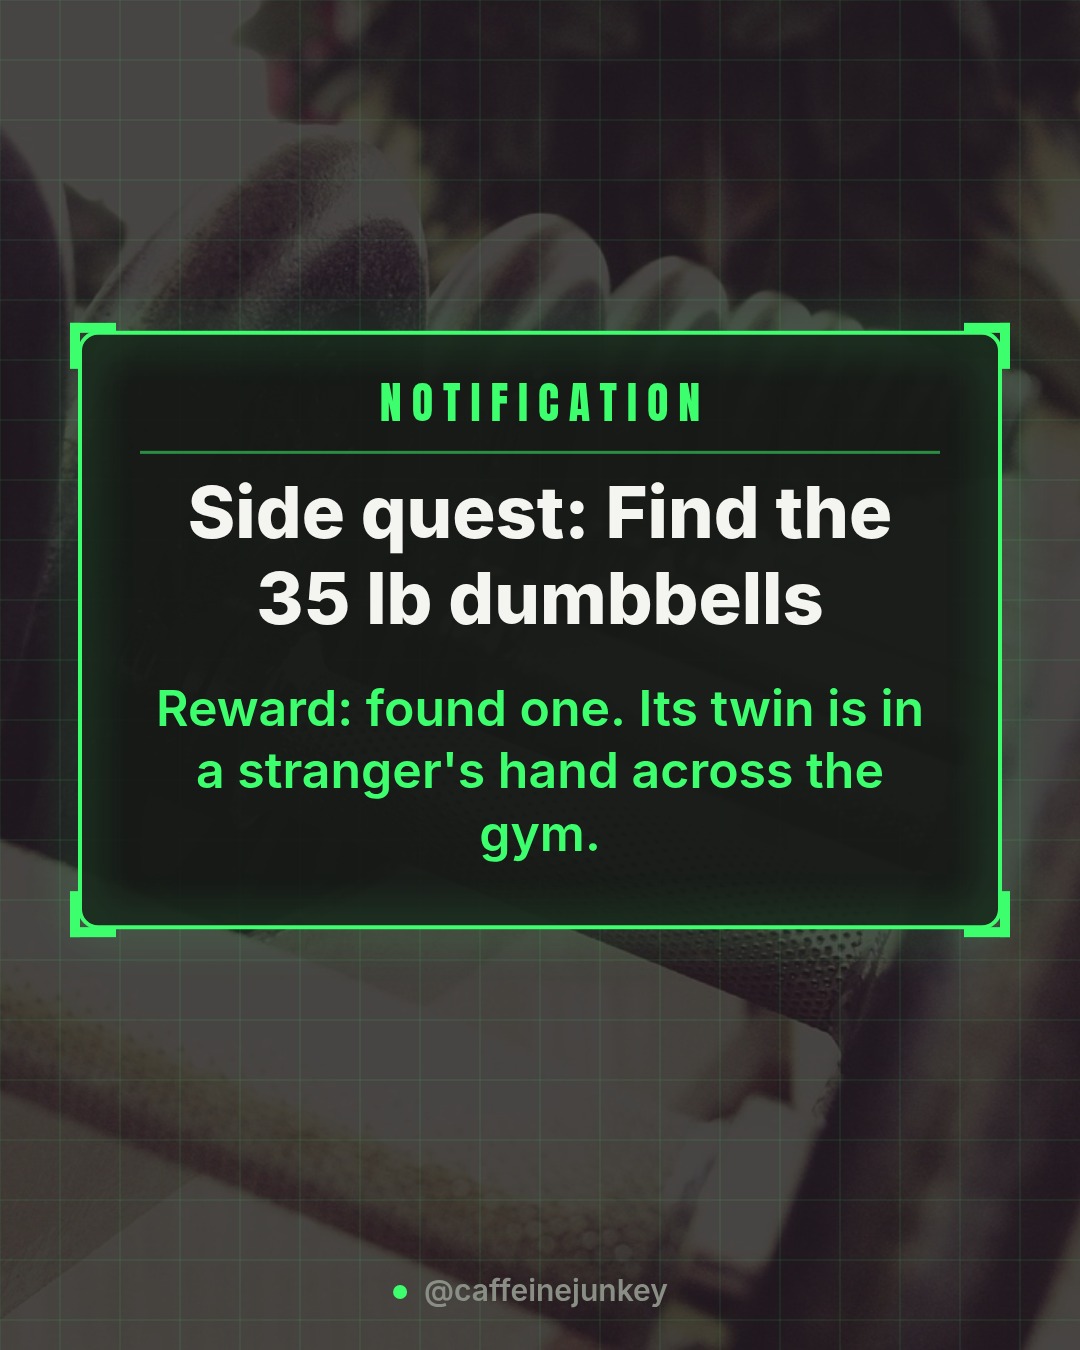 NOTIFICATION
Side quest: Find the
35 lb dumbbells
Reward: found one. Its twin is in
a stranger's hand across the
gym.
@caffeinejunkey